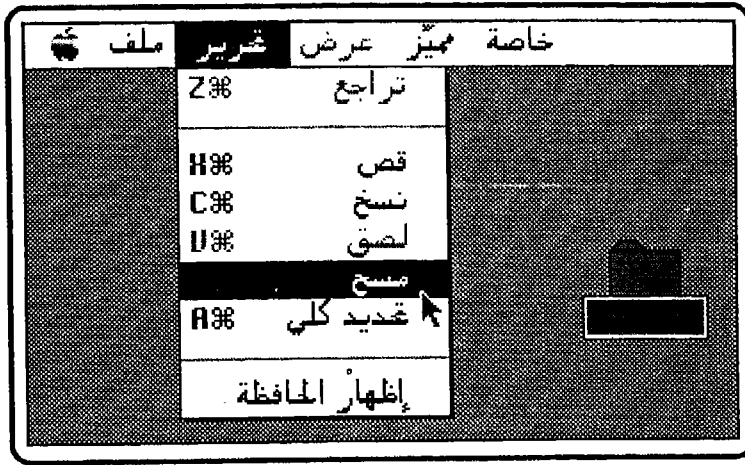 ملف تحرير عرض مميّز خاصة
تراجع Z⌘
قص X⌘
نسخ C⌘
لصق V⌘
مسح
تحديد كلي A⌘
إظهار الحافظة